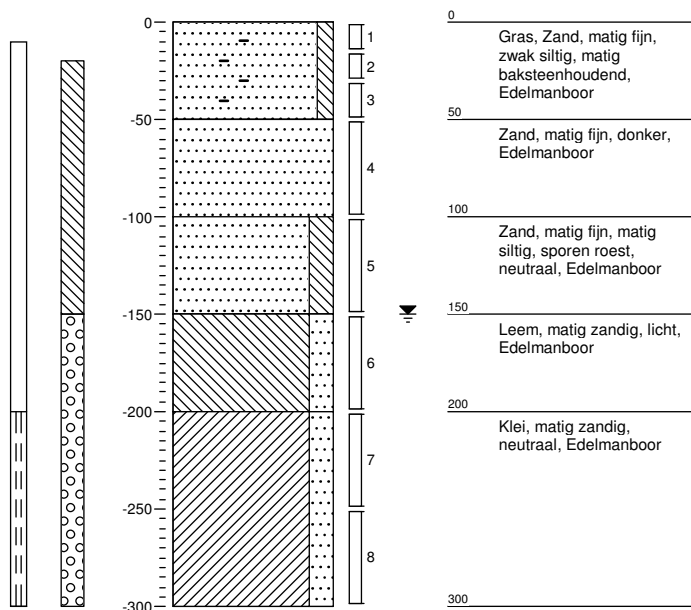 0
-50
-100
-150
-200
-250
-300
1
2
3
4
5
6
7
8
0
Gras, Zand, matig fijn,
zwak siltig, matig
baksteenhoudend,
Edelmanboor
50
Zand, matig fijn, donker,
Edelmanboor
100
Zand, matig fijn, matig
siltig, sporen roest,
neutraal, Edelmanboor
150
Leem, matig zandig, licht,
Edelmanboor
200
Klei, matig zandig,
neutraal, Edelmanboor
300